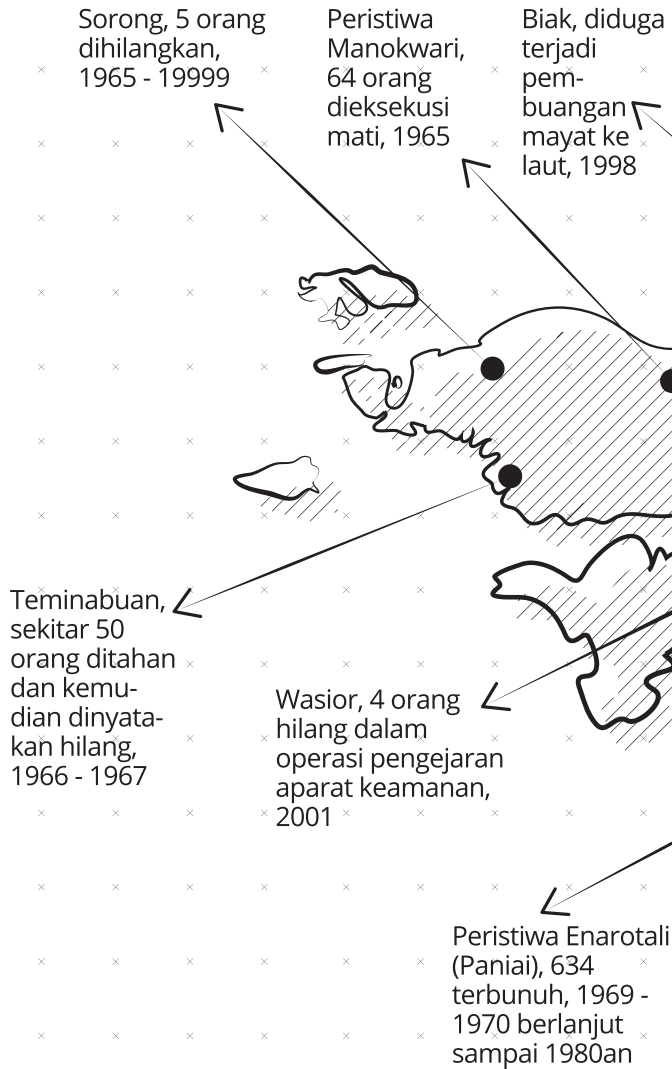 Sorong, 5 orang
dihilangkan,
1965 - 19999
Peristiwa
Manokwari,
64 orang
dieksekusi
mati, 1965
Biak, diduga
terjadi
pem-
buangan
mayat ke
laut, 1998
Teminabuan,
sekitar 50
orang ditahan
dan kemu-
dian dinyata-
kan hilang,
1966 - 1967
Wasior, 4 orang
hilang dalam
operasi pengejaran
aparat keamanan,
2001
Peristiwa Enarotali
(Paniai), 634
terbunuh, 1969 -
1970 berlanjut
sampai 1980an